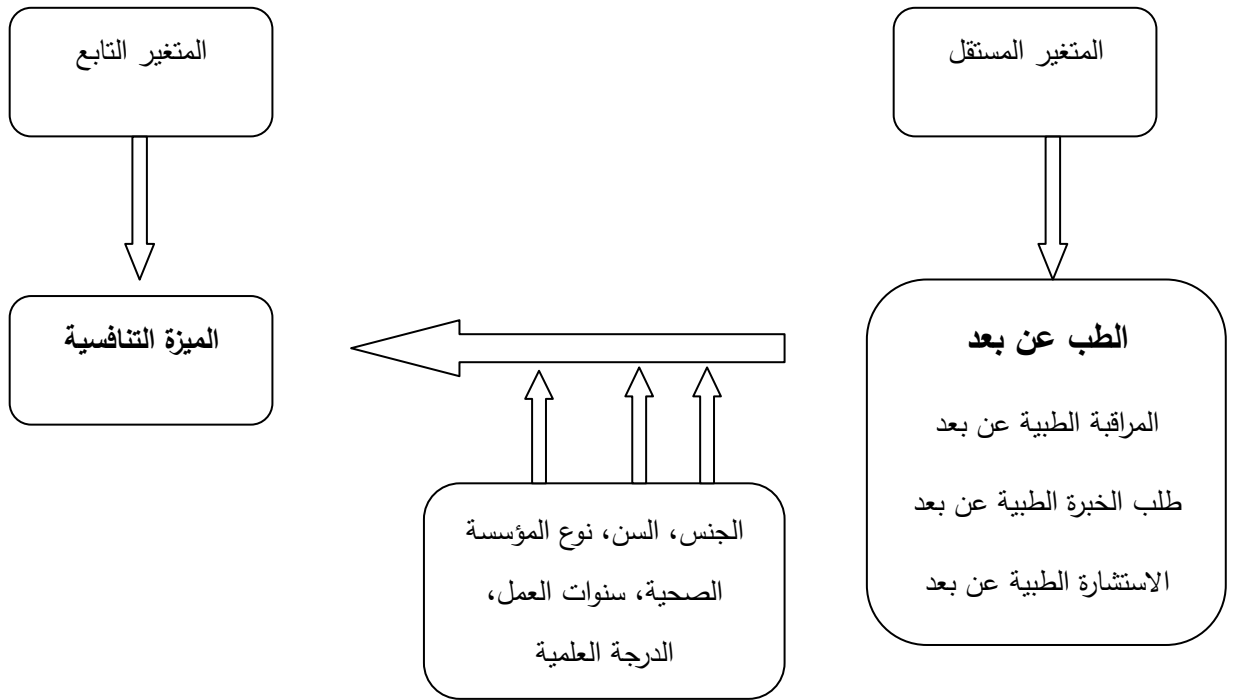 المتغير المستقل
المتغير التابع
الطب عن بعد
المراقبة الطبية عن بعد
طلب الخبرة الطبية عن بعد
الاستشارة الطبية عن بعد
الميزة التنافسية
الجنس، السن، نوع المؤسسة
الصحية، سنوات العمل،
الدرجة العلمية